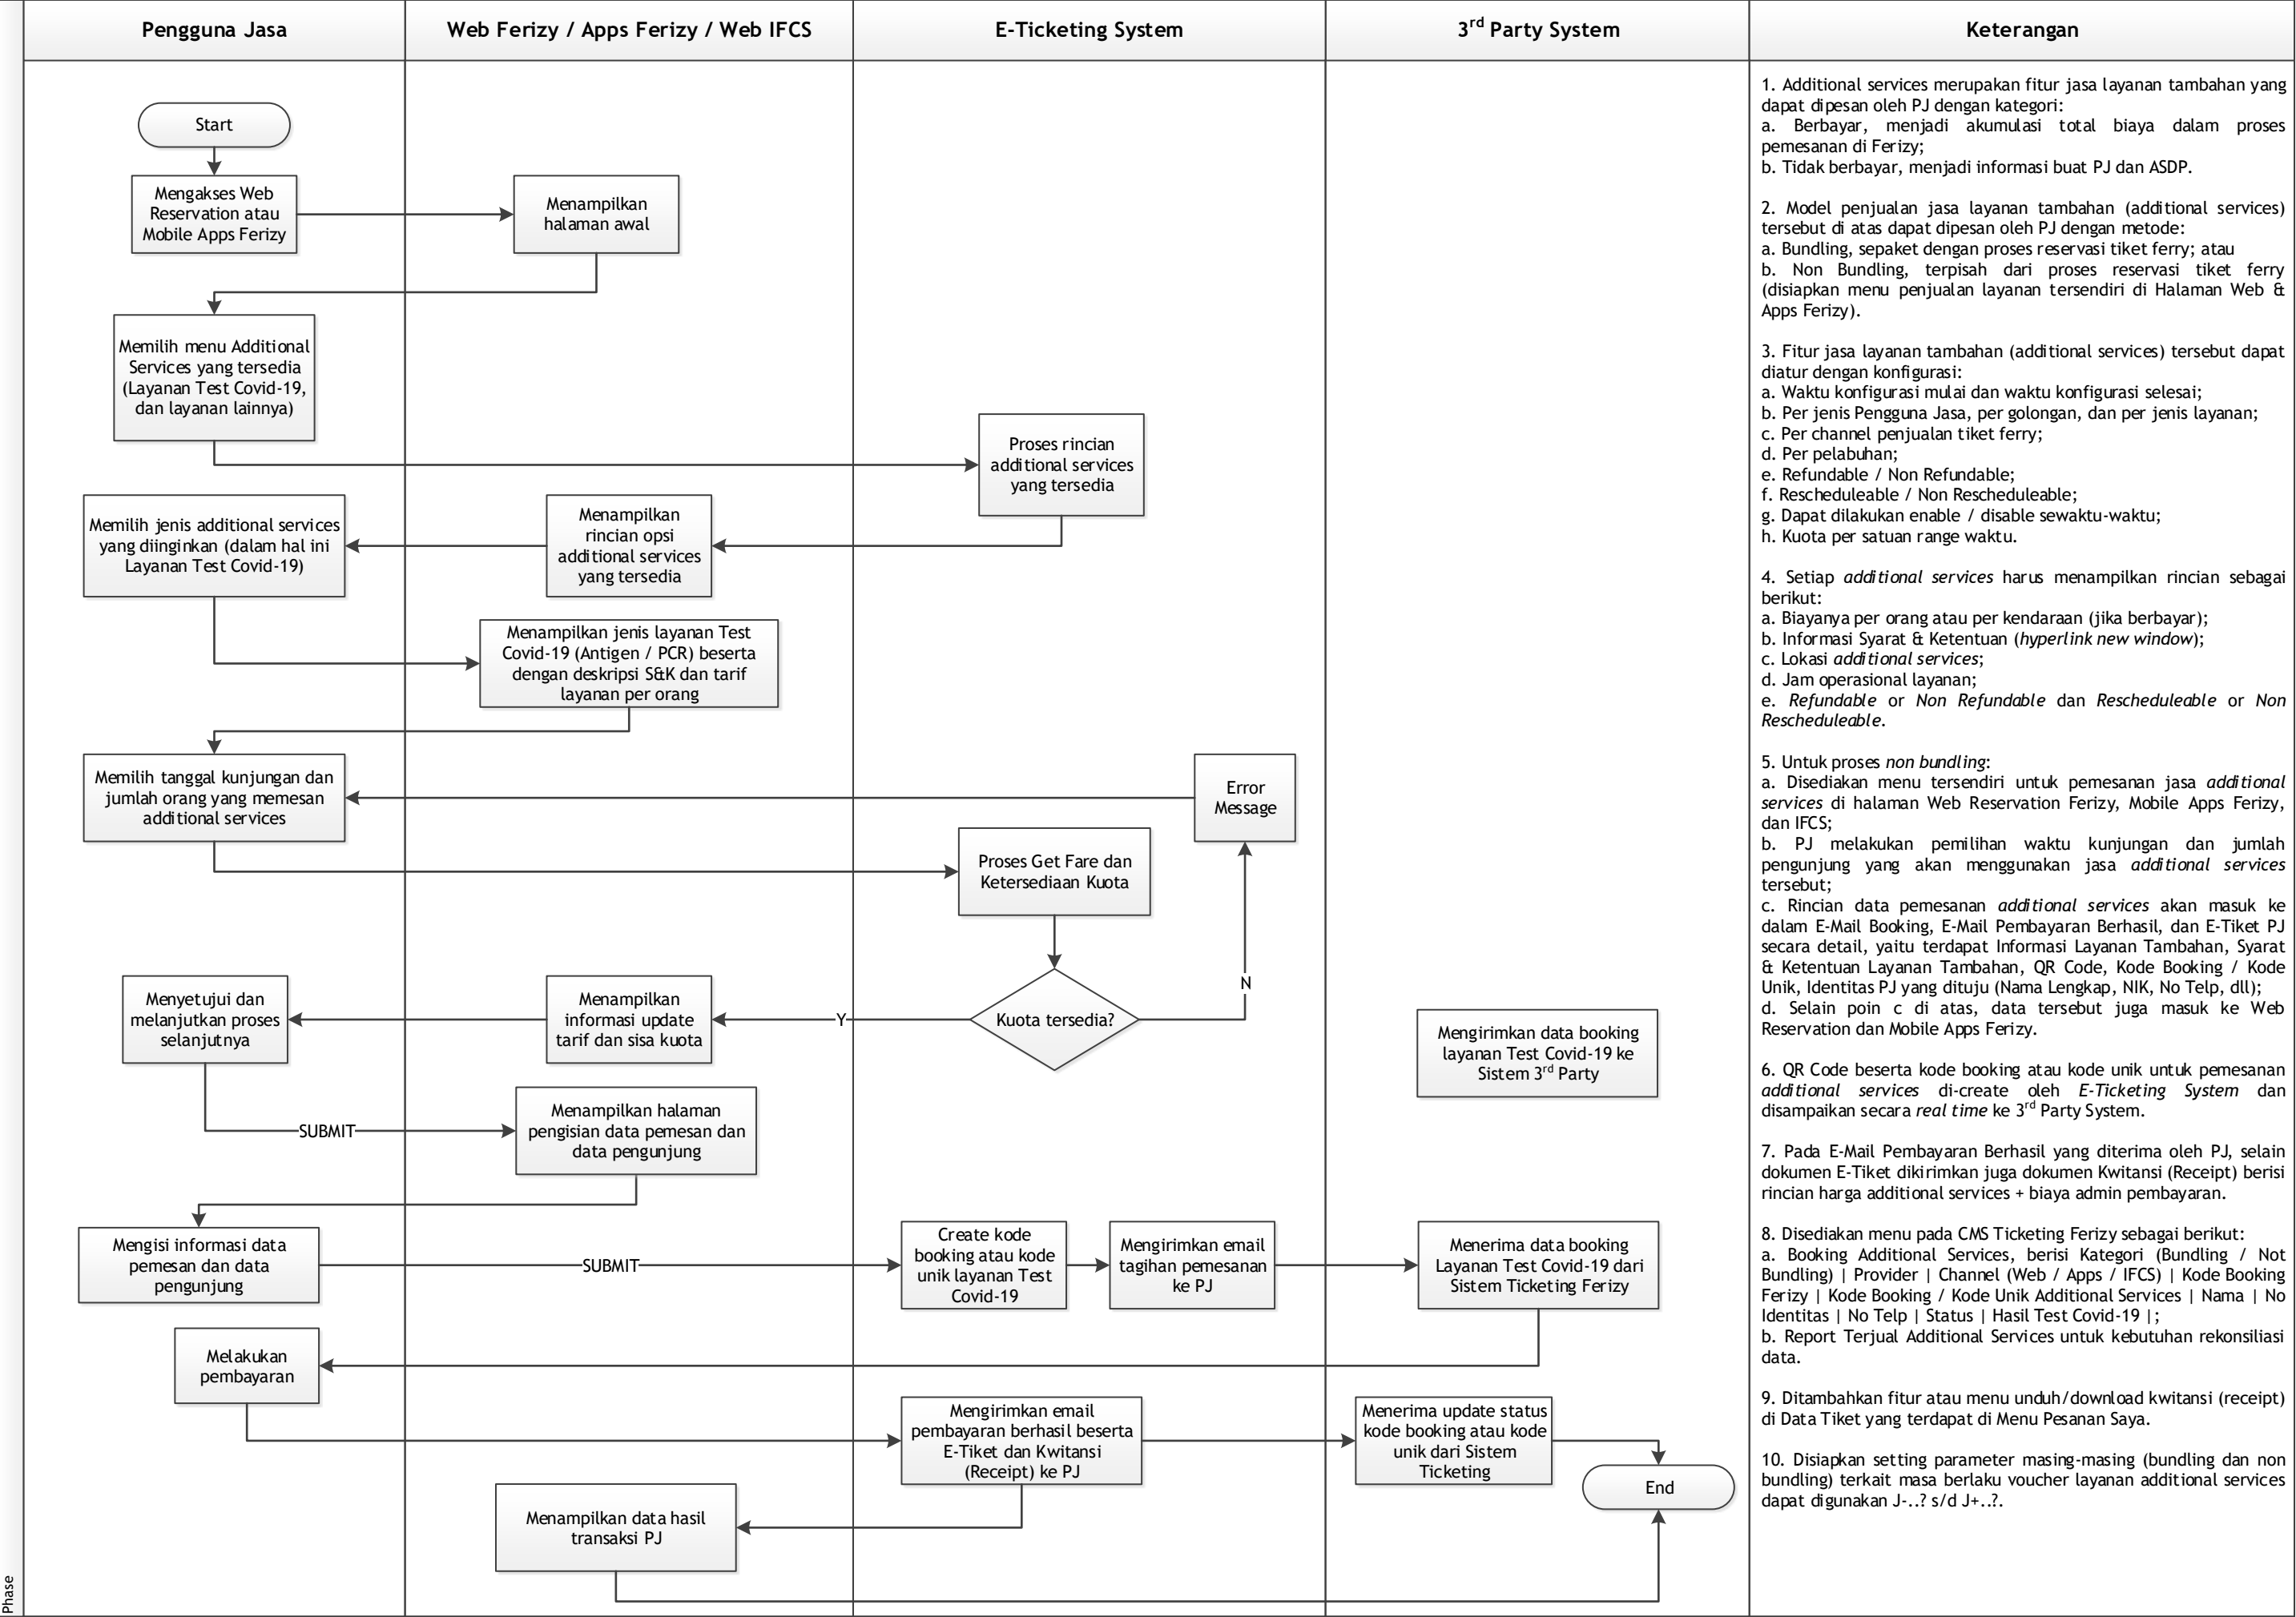 Pengguna Jasa
Web Ferizy / Apps Ferizy / Web IFCS
E-Ticketing System
3rd Party System
Keterangan
Start
Mengakses Web
Reservation atau
Mobile Apps Ferizy
Menampilkan
halaman awal
Memilih menu Additional
Services yang tersedia
(Layanan Test Covid-19,
dan layanan lainnya)
Proses rincian
additional services
yang tersedia
Menampilkan
rincian opsi
additional services
yang tersedia
Memilih jenis additional services
yang diinginkan (dalam hal ini
Layanan Test Covid-19)
Menampilkan jenis layanan Test
Covid-19 (Antigen / PCR) beserta
dengan deskripsi S&K dan tarif
layanan per orang
Memilih tanggal kunjungan dan
jumlah orang yang memesan
additional services
Error
Message
Proses Get Fare dan
Ketersediaan Kuota
N
Kuota tersedia?
Y
Menampilkan
informasi update
tarif dan sisa kuota
Menyetujui dan
melanjutkan proses
selanjutnya
Mengirimkan data booking
layanan Test Covid-19 ke
Sistem 3rd Party
SUBMIT
Menampilkan halaman
pengisian data pemesan dan
data pengunjung
Mengisi informasi data
pemesan dan data
pengunjung
SUBMIT
Create kode
booking atau kode
unik layanan Test
Covid-19
Mengirimkan email
tagihan pemesanan
ke PJ
Menerima data booking
Layanan Test Covid-19 dari
Sistem Ticketing Ferizy
Melakukan
pembayaran
Mengirimkan email
pembayaran berhasil beserta
E-Tiket dan Kwitansi
(Receipt) ke PJ
Menerima update status
kode booking atau kode
unik dari Sistem
Ticketing
End
Menampilkan data hasil
transaksi PJ
Phase
1. Additional services merupakan fitur jasa layanan tambahan yang
dapat dipesan oleh PJ dengan kategori:
a. Berbayar, menjadi akumulasi total biaya dalam proses
pemesanan di Ferizy;
b. Tidak berbayar, menjadi informasi buat PJ dan ASDP.
2. Model penjualan jasa layanan tambahan (additional services)
tersebut di atas dapat dipesan oleh PJ dengan metode:
a. Bundling, sepaket dengan proses reservasi tiket ferry; atau
b. Non Bundling, terpisah dari proses reservasi tiket ferry
(disiapkan menu penjualan layanan tersendiri di Halaman Web &
Apps Ferizy).
3. Fitur jasa layanan tambahan (additional services) tersebut dapat
diatur dengan konfigurasi:
a. Waktu konfigurasi mulai dan waktu konfigurasi selesai;
b. Per jenis Pengguna Jasa, per golongan, dan per jenis layanan;
c. Per channel penjualan tiket ferry;
d. Per pelabuhan;
e. Refundable / Non Refundable;
f. Rescheduleable / Non Rescheduleable;
g. Dapat dilakukan enable / disable sewaktu-waktu;
h. Kuota per satuan range waktu.
4. Setiap additional services harus menampilkan rincian sebagai
berikut:
a. Biayanya per orang atau per kendaraan (jika berbayar);
b. Informasi Syarat & Ketentuan (hyperlink new window);
c. Lokasi additional services;
d. Jam operasional layanan;
e. Refundable or Non Refundable dan Rescheduleable or Non
Rescheduleable.
5. Untuk proses non bundling:
a. Disediakan menu tersendiri untuk pemesanan jasa additional
services di halaman Web Reservation Ferizy, Mobile Apps Ferizy,
dan IFCS;
b. PJ melakukan pemilihan waktu kunjungan dan jumlah
pengunjung yang akan menggunakan jasa additional services
tersebut;
c. Rincian data pemesanan additional services akan masuk ke
dalam E-Mail Booking, E-Mail Pembayaran Berhasil, dan E-Tiket PJ
secara detail, yaitu terdapat Informasi Layanan Tambahan, Syarat
& Ketentuan Layanan Tambahan, QR Code, Kode Booking / Kode
Unik, Identitas PJ yang dituju (Nama Lengkap, NIK, No Telp, dll);
d. Selain poin c di atas, data tersebut juga masuk ke Web
Reservation dan Mobile Apps Ferizy.
6. QR Code beserta kode booking atau kode unik untuk pemesanan
additional services di-create oleh E-Ticketing System dan
disampaikan secara real time ke 3rd Party System.
7. Pada E-Mail Pembayaran Berhasil yang diterima oleh PJ, selain
dokumen E-Tiket dikirimkan juga dokumen Kwitansi (Receipt) berisi
rincian harga additional services + biaya admin pembayaran.
8. Disediakan menu pada CMS Ticketing Ferizy sebagai berikut:
a. Booking Additional Services, berisi Kategori (Bundling / Not
Bundling) | Provider | Channel (Web / Apps / IFCS) | Kode Booking
Ferizy | Kode Booking / Kode Unik Additional Services | Nama | No
Identitas | No Telp | Status | Hasil Test Covid-19 |;
b. Report Terjual Additional Services untuk kebutuhan rekonsiliasi
data.
9. Ditambahkan fitur atau menu unduh/download kwitansi (receipt)
di Data Tiket yang terdapat di Menu Pesanan Saya.
10. Disiapkan setting parameter masing-masing (bundling dan non
bundling) terkait masa berlaku voucher layanan additional services
dapat digunakan J-..? s/d J+..?.